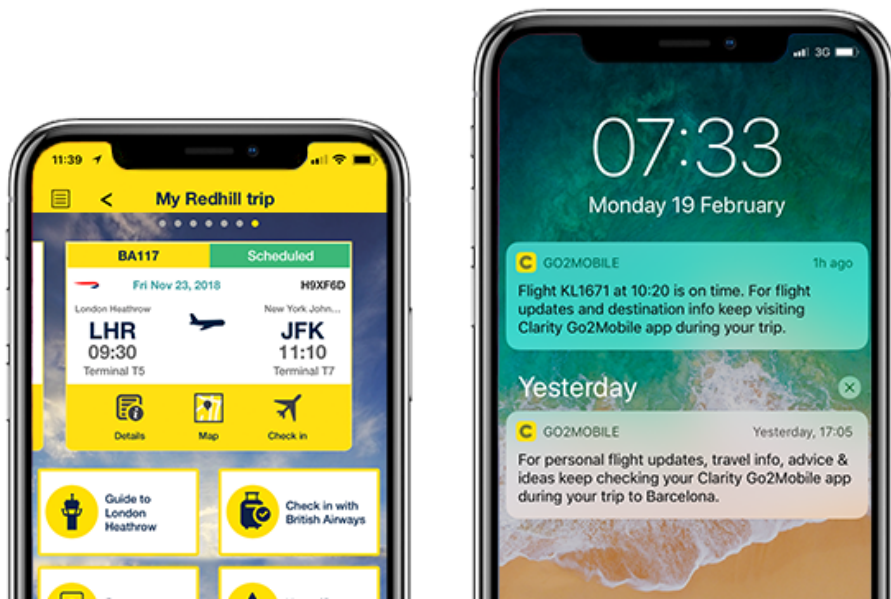 11:39
My Redhill trip
BA117
Scheduled
Fri Nov 23, 2018
H9XF6D
London Heathrow
New York John...
LHR
JFK
09:30
11:10
Terminal T5
Terminal T7
Details
Map
Check in
Guide to
London
Heathrow
Check in with
British Airways
3G
07:33
Monday 19 February
C GO2MOBILE
1h ago
Flight KL1671 at 10:20 is on time. For flight
updates and destination info keep visiting
Clarity Go2Mobile app during your trip.
Yesterday
C GO2MOBILE
Yesterday, 17:05
For personal flight updates, travel info, advice &
ideas keep checking your Clarity Go2Mobile app
during your trip to Barcelona.